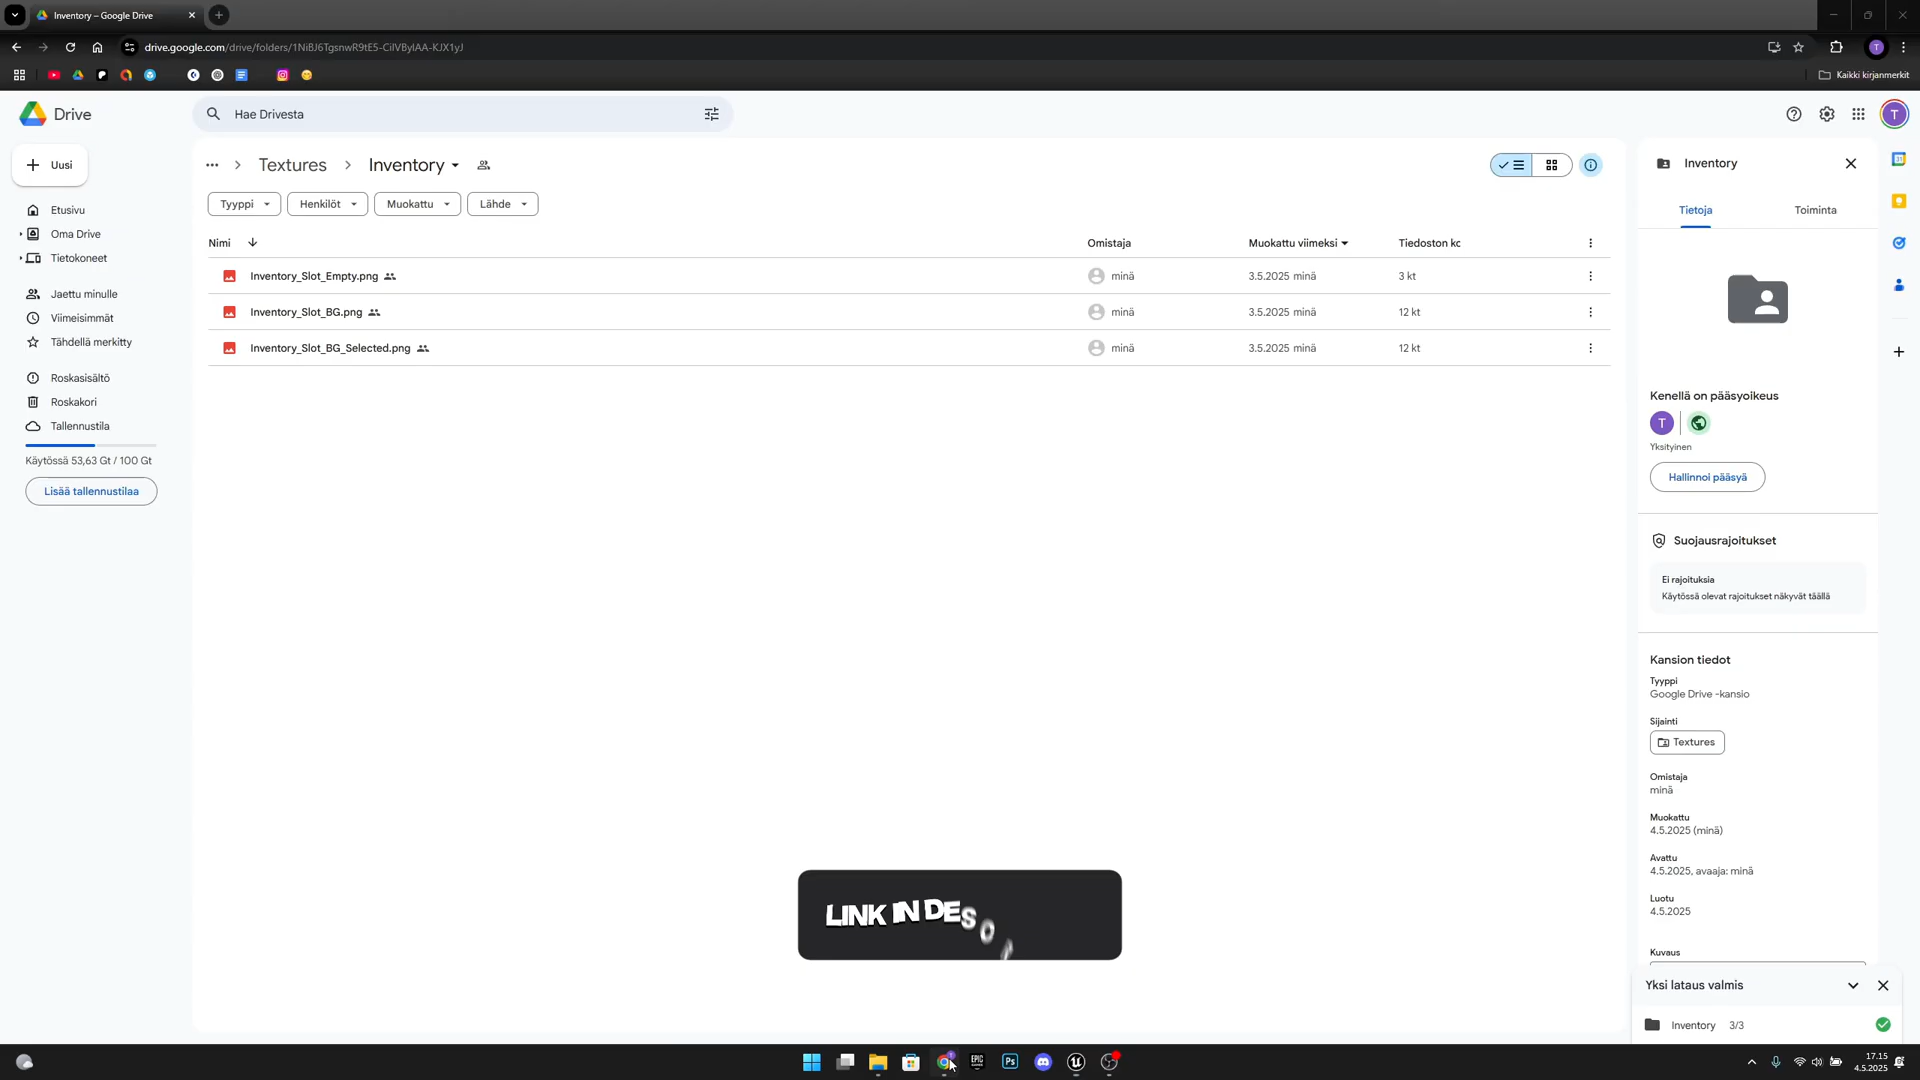 Inventory – Google Drive
drive.google.com/drive/folders/1NiBJ6TgsnwR9tE5-CilVBylAA-KJX1yJ
Kaikki kirjanmerkit
Drive
Hae Drivesta
T
Uusi
Textures
Inventory
Inventory
Tietoja
Toiminta
Tyyppi
Henkilöt
Muokattu
Lähde
Etusivu
Oma Drive
Tietokoneet
Jaettu minulle
Viimeisimmät
Tähdellä merkitty
Roskasisältö
Roskakori
Tallennustila
Käytössä 53,63 Gt / 100 Gt
Lisää tallennustilaa
Nimi
Omistaja
Muokattu viimeksi
Tiedoston kc
Inventory_Slot_Empty.png
minä
3.5.2025 minä
3 kt
Inventory_Slot_BG.png
minä
3.5.2025 minä
12 kt
Inventory_Slot_BG_Selected.png
minä
3.5.2025 minä
12 kt
Kenellä on pääsyoikeus
T
Yksityinen
Hallinnoi pääsyä
Suojausrajoitukset
Ei rajoituksia
Käytössä olevat rajoitukset näkyvät täällä
Kansion tiedot
Tyyppi
Google Drive -kansio
Sijainti
Textures
Omistaja
minä
Muokattu
4.5.2025 (minä)
Avattu
4.5.2025, avaaja: minä
Luotu
4.5.2025
Kuvaus
Yksi lataus valmis
Inventory 3/3
LINK IN DES
EPIC
Ps
17.15
4.5.2025